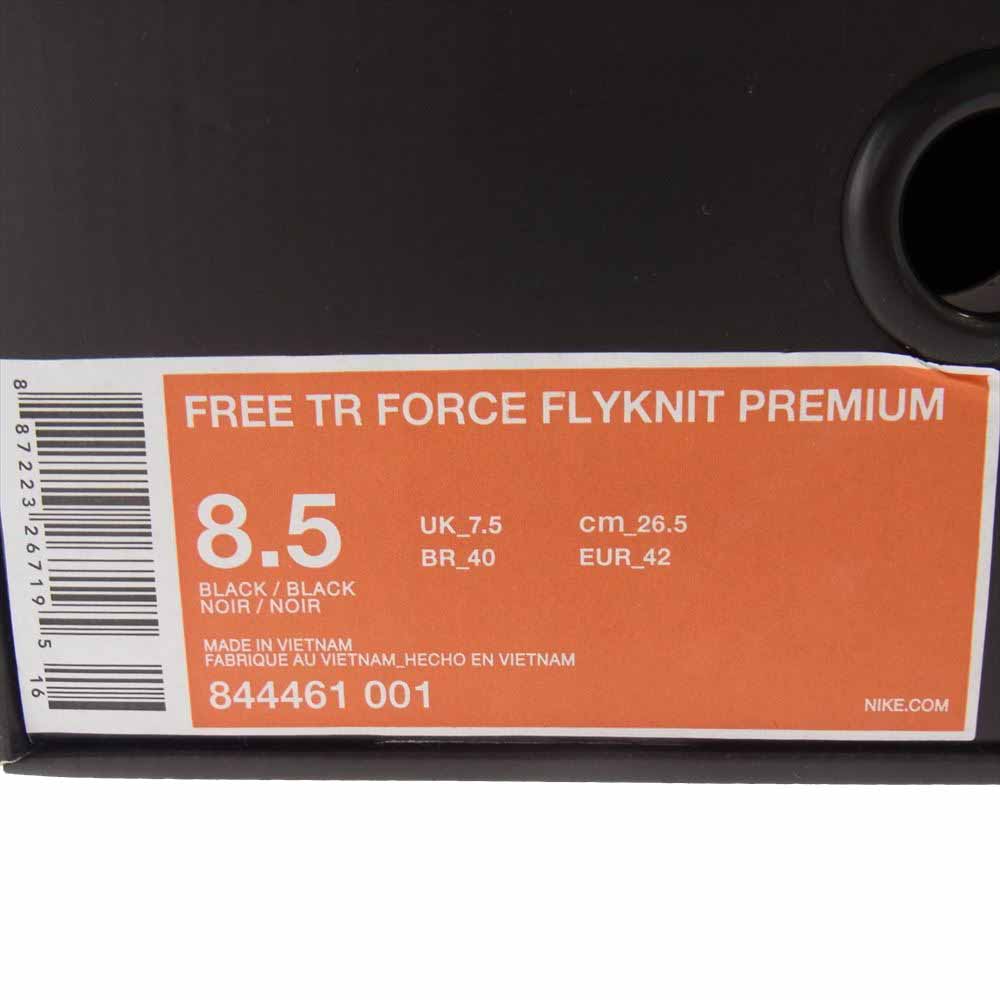 FREE TR FORCE FLYKNIT PREMIUM
8.5
UK_7.5 cm_26.5
BR_40 EUR_42
BLACK / BLACK
NOIR / NOIR
MADE IN VIETNAM
FABRIQUE AU VIETNAM_HECHO EN VIETNAM
844461 001
NIKE.COM
8 87223 26719 5 16